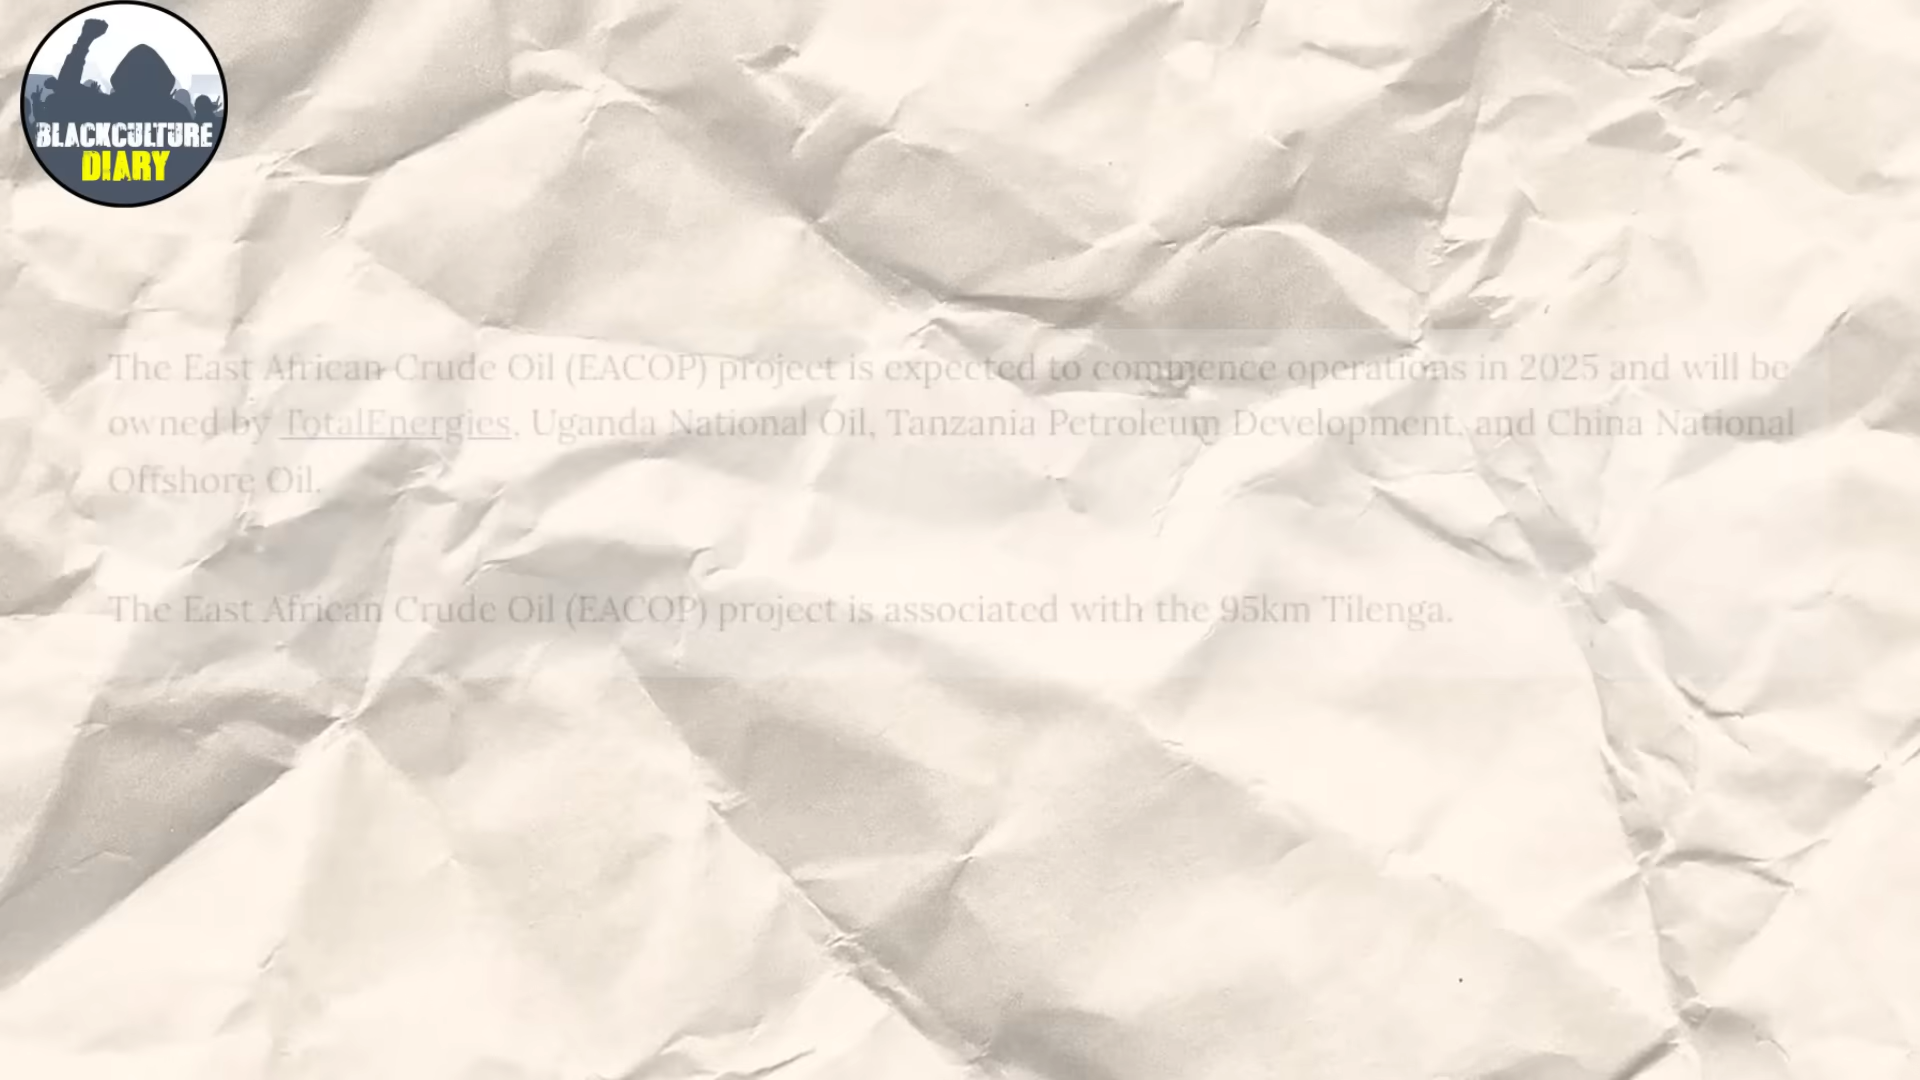 BLACKCULTURE
DIARY
The East African Crude Oil (EACOP) project is expected to commence operations in 2025 and will be
owned by TotalEnergies, Uganda National Oil, Tanzania Petroleum Development, and China National
Offshore Oil.
The East African Crude Oil (EACOP) project is associated with the 95km Tilenga.